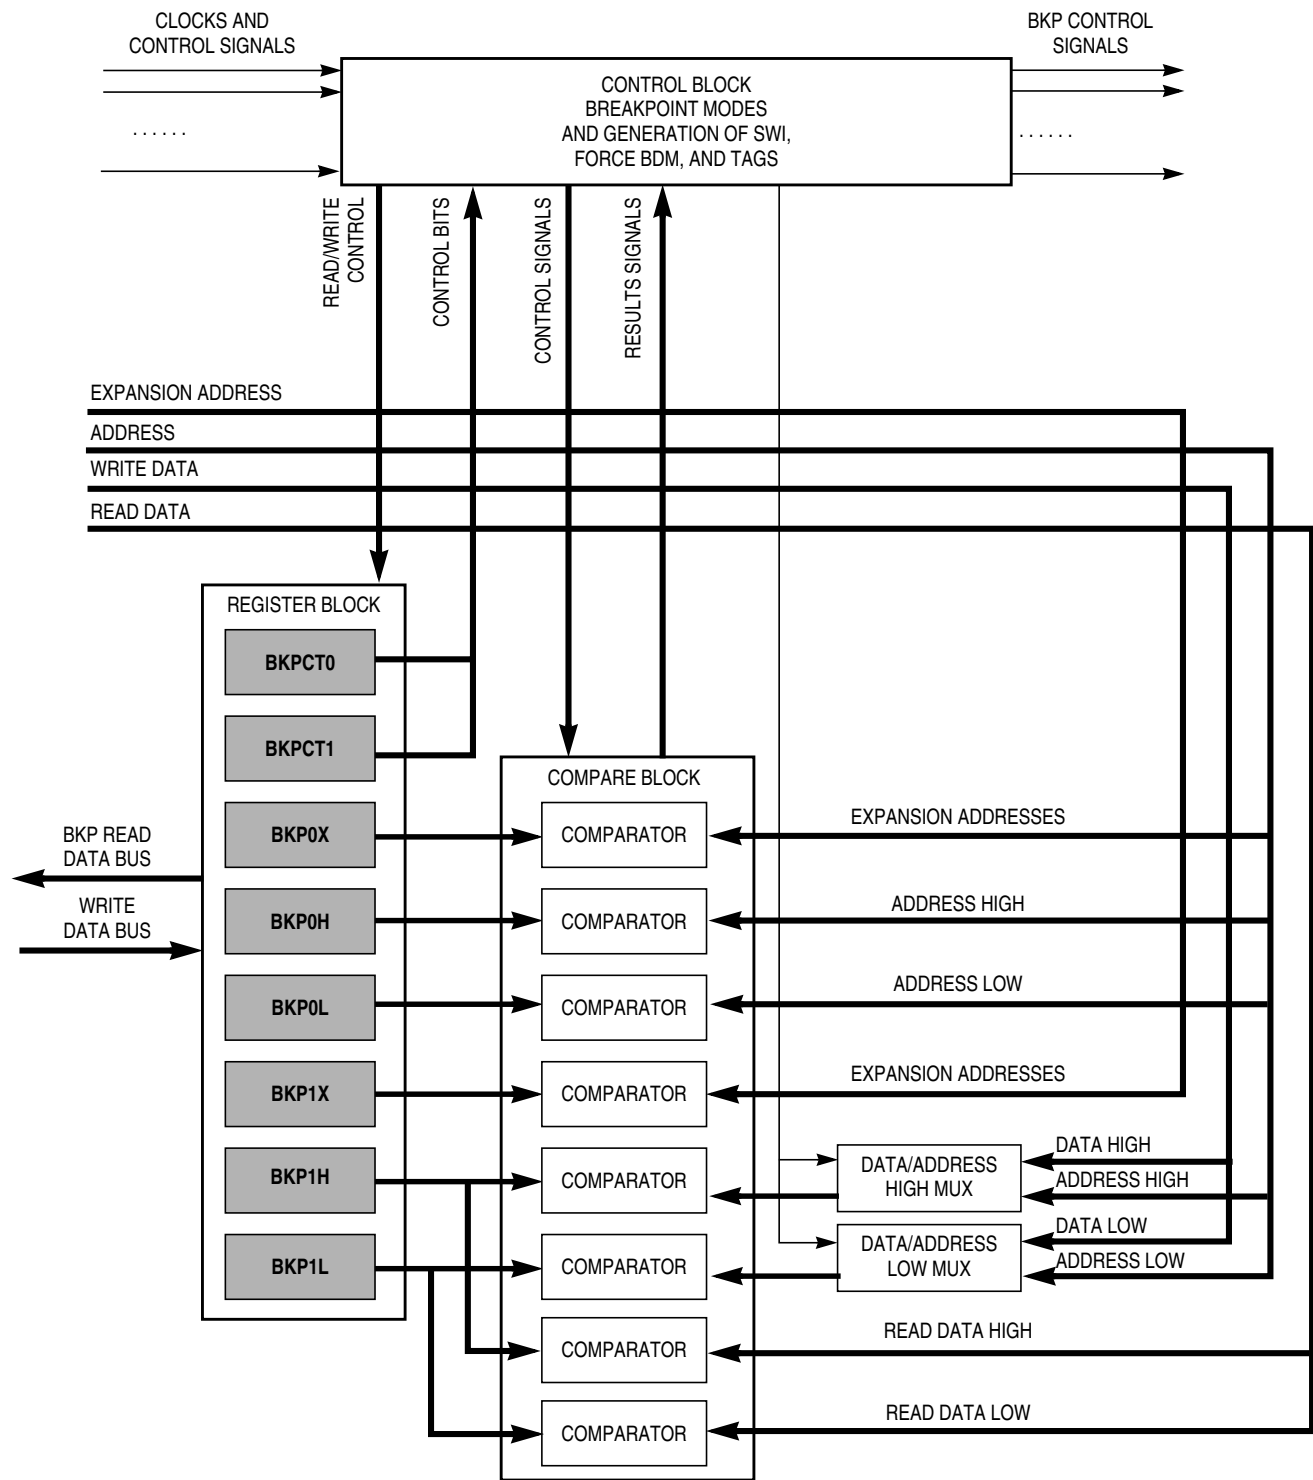 CLOCKS AND
CONTROL SIGNALS
BKP CONTROL
SIGNALS
. . . . . .
CONTROL BLOCK
BREAKPOINT MODES
AND GENERATION OF SWI,
FORCE BDM, AND TAGS
. . . . . .
READ/WRITE
CONTROL
CONTROL BITS
CONTROL SIGNALS
RESULTS SIGNALS
EXPANSION ADDRESS
ADDRESS
WRITE DATA
READ DATA
REGISTER BLOCK
BKPCT0
BKPCT1
BKP0X
BKP0H
BKP0L
BKP1X
BKP1H
BKP1L
BKP READ
DATA BUS
WRITE
DATA BUS
COMPARE BLOCK
COMPARATOR
COMPARATOR
COMPARATOR
COMPARATOR
COMPARATOR
COMPARATOR
COMPARATOR
COMPARATOR
EXPANSION ADDRESSES
ADDRESS HIGH
ADDRESS LOW
EXPANSION ADDRESSES
DATA/ADDRESS
HIGH MUX
DATA HIGH
ADDRESS HIGH
DATA/ADDRESS
LOW MUX
DATA LOW
ADDRESS LOW
READ DATA HIGH
READ DATA LOW